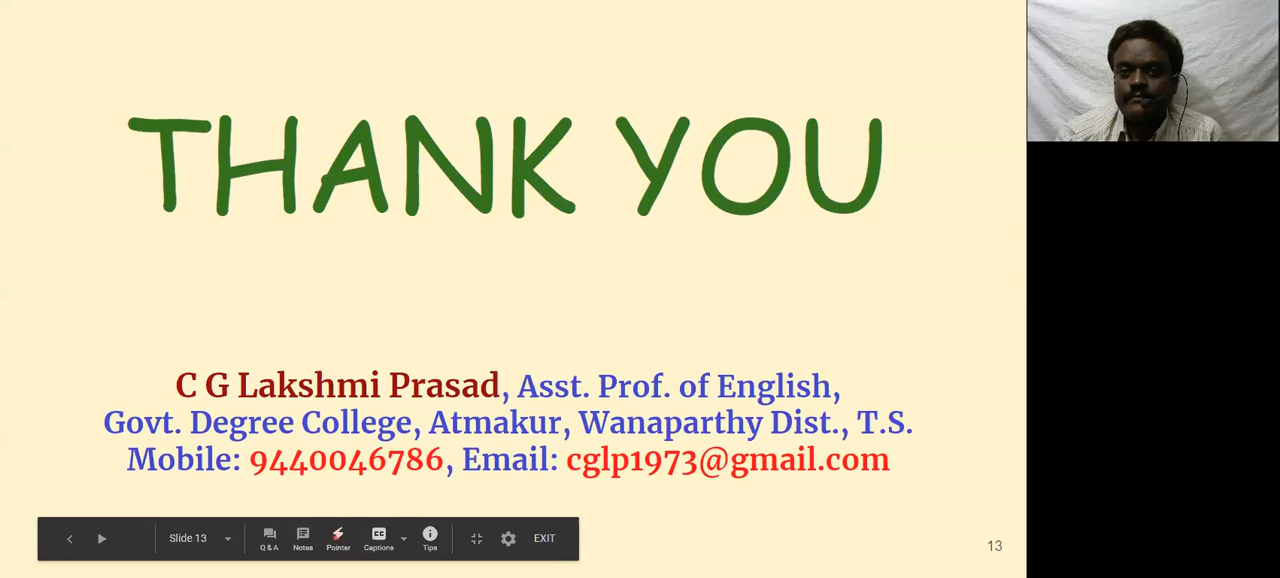 THANK YOU
C G Lakshmi Prasad, Asst. Prof. of English,
Govt. Degree College, Atmakur, Wanaparthy Dist., T.S.
Mobile: 9440046786, Email: cglp1973@gmail.com
Slide 13
Q & A
Notes
Pointer
CC
Captions
Tips
EXIT
13